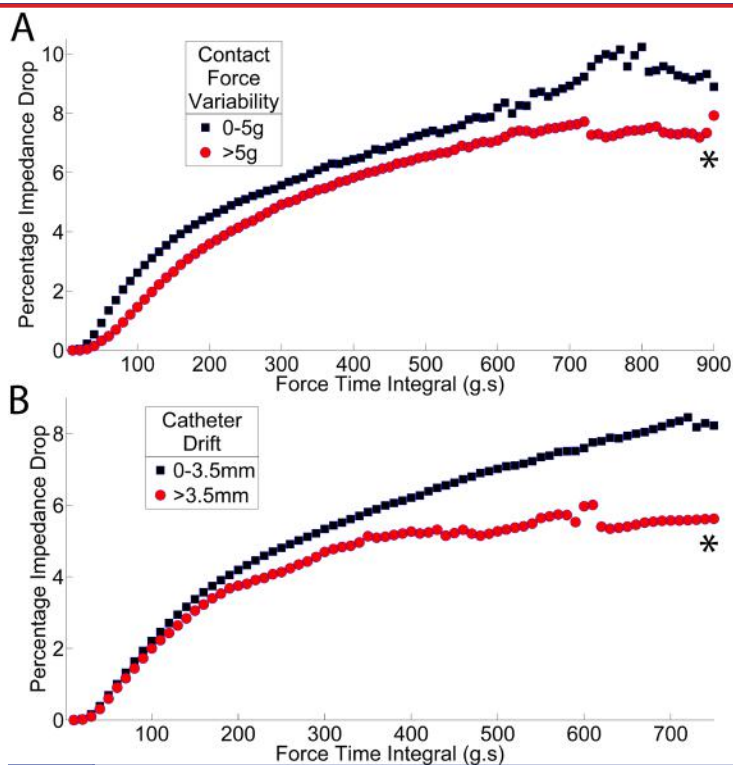 A
Contact
Force
Variability
0-5g
>5g
Percentage Impedance Drop
10
8
6
4
2
0
*
100 200 300 400 500 600 700 800 900
Force Time Integral (g.s)
B
Catheter
Drift
0-3.5mm
>3.5mm
Percentage Impedance Drop
8
6
4
2
0
*
100 200 300 400 500 600 700
Force Time Integral (g.s)